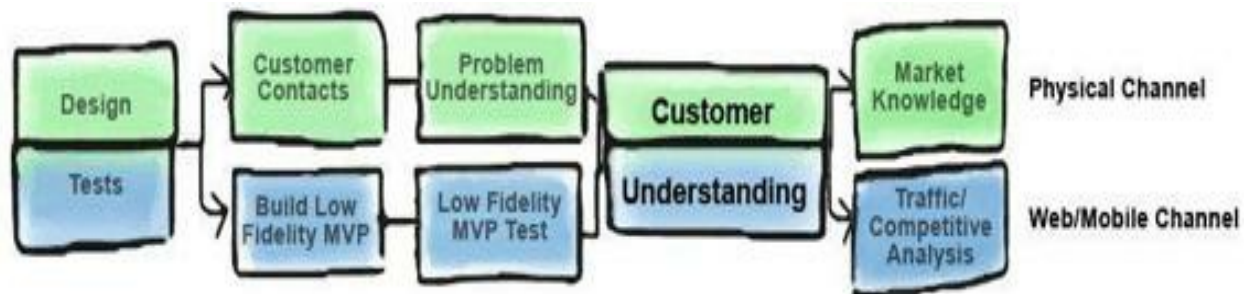 Design
Tests
Customer
Contacts
Problem
Understanding
Build Low
Fidelity MVP
Low Fidelity
MVP Test
Customer
Understanding
Market
Knowledge
Physical Channel
Traffic/
Competitive
Analysis
Web/Mobile Channel